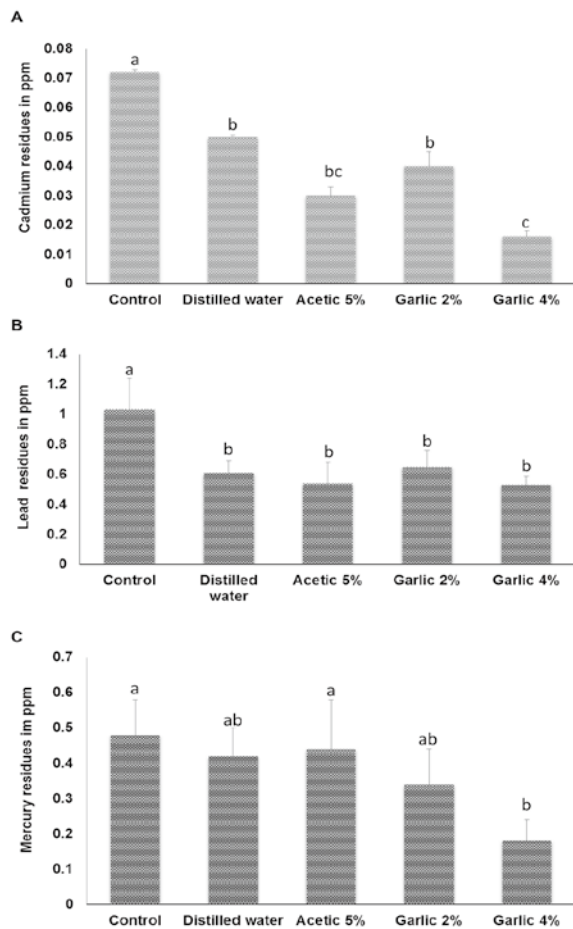 A
Cadmium residues in ppm
0.08
0.07
0.06
0.05
0.04
0.03
0.02
0.01
0
a
b
bc
b
c
Control Distilled water Acetic 5% Garlic 2% Garlic 4%
B
Lead residues in ppm
1.4
1.2
1
0.8
0.6
0.4
0.2
0
a
b
b
b
b
Control Distilled water Acetic 5% Garlic 2% Garlic 4%
C
Mercury residues im ppm
0.7
0.6
0.5
0.4
0.3
0.2
0.1
0
a
ab
a
ab
b
Control Distilled water Acetic 5% Garlic 2% Garlic 4%